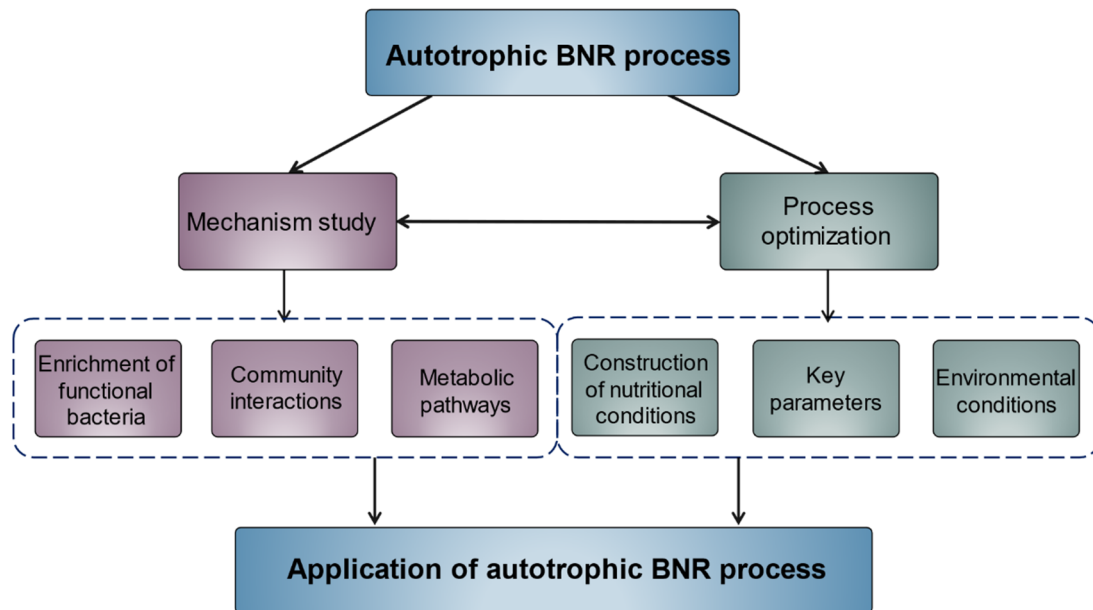 Autotrophic BNR process
Mechanism study
Process
optimization
Enrichment of
functional
bacteria
Community
interactions
Metabolic
pathways
Construction
of nutritional
conditions
Key
parameters
Environmental
conditions
Application of autotrophic BNR process